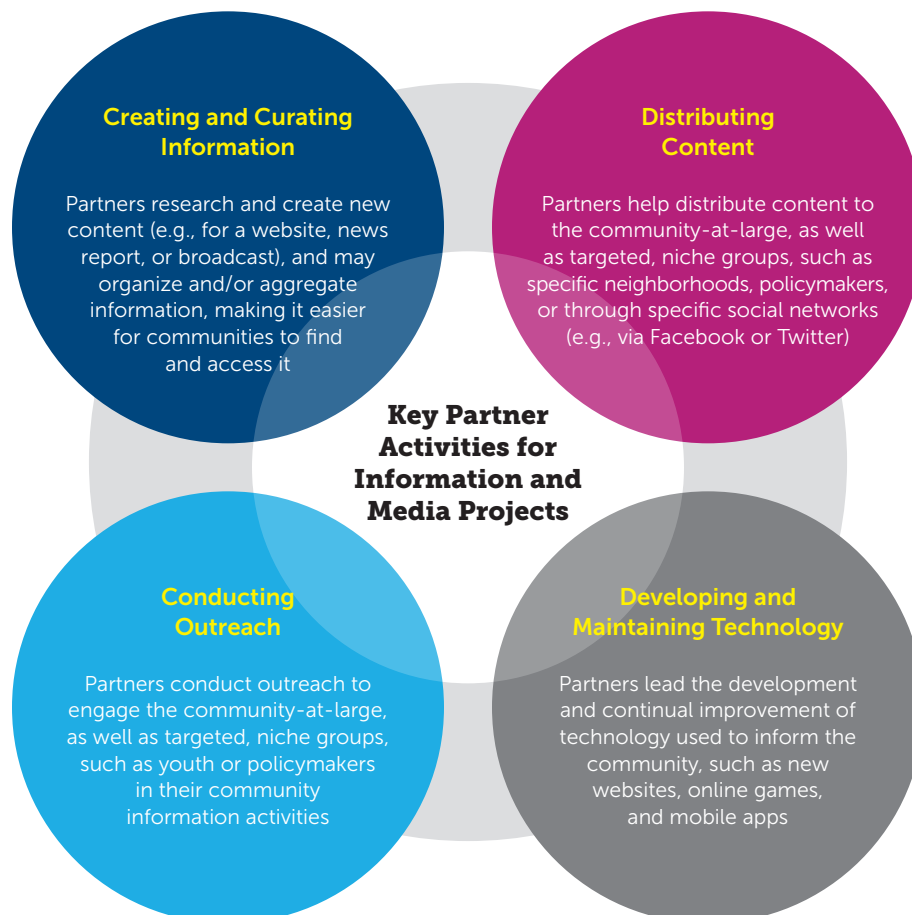 Creating and Curating
Information
Partners research and create new
content (e.g., for a website, news
report, or broadcast), and may
organize and/or aggregate
information, making it easier
for communities to find
and access it
Distributing
Content
Partners help distribute content to
the community-at-large, as well
as targeted, niche groups, such as
specific neighborhoods, policymakers,
or through specific social networks
(e.g., via Facebook or Twitter)
Key Partner
Activities for
Information and
Media Projects
Conducting
Outreach
Partners conduct outreach to
engage the community-at-large,
as well as targeted, niche groups,
such as youth or policymakers
in their community
information activities
Developing and
Maintaining Technology
Partners lead the development
and continual improvement of
technology used to inform the
community, such as new
websites, online games,
and mobile apps